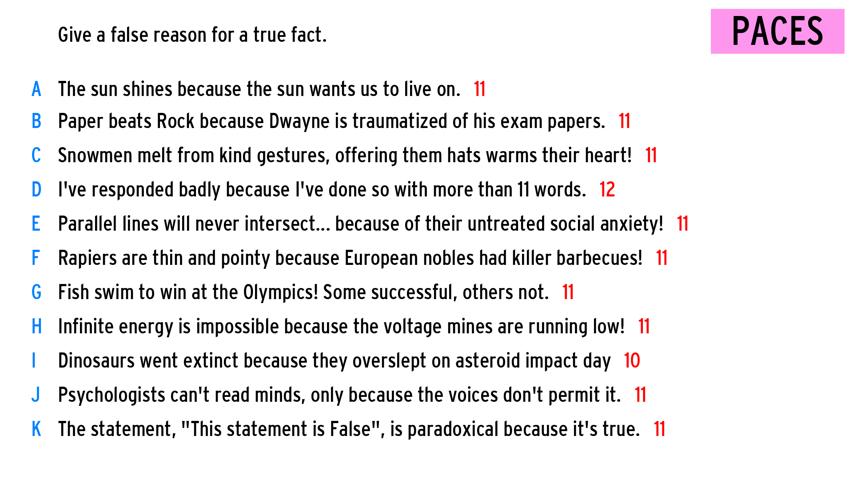 Give a false reason for a true fact.
PACES
A The sun shines because the sun wants us to live on. 11
B Paper beats Rock because Dwayne is traumatized of his exam papers. 11
C Snowmen melt from kind gestures, offering them hats warms their heart! 11
D I've responded badly because I've done so with more than 11 words. 12
E Parallel lines will never intersect... because of their untreated social anxiety! 11
F Rapiers are thin and pointy because European nobles had killer barbecues! 11
G Fish swim to win at the Olympics! Some successful, others not. 11
H Infinite energy is impossible because the voltage mines are running low! 11
I Dinosaurs went extinct because they overslept on asteroid impact day 10
J Psychologists can't read minds, only because the voices don't permit it. 11
K The statement, "This statement is False", is paradoxical because it's true. 11